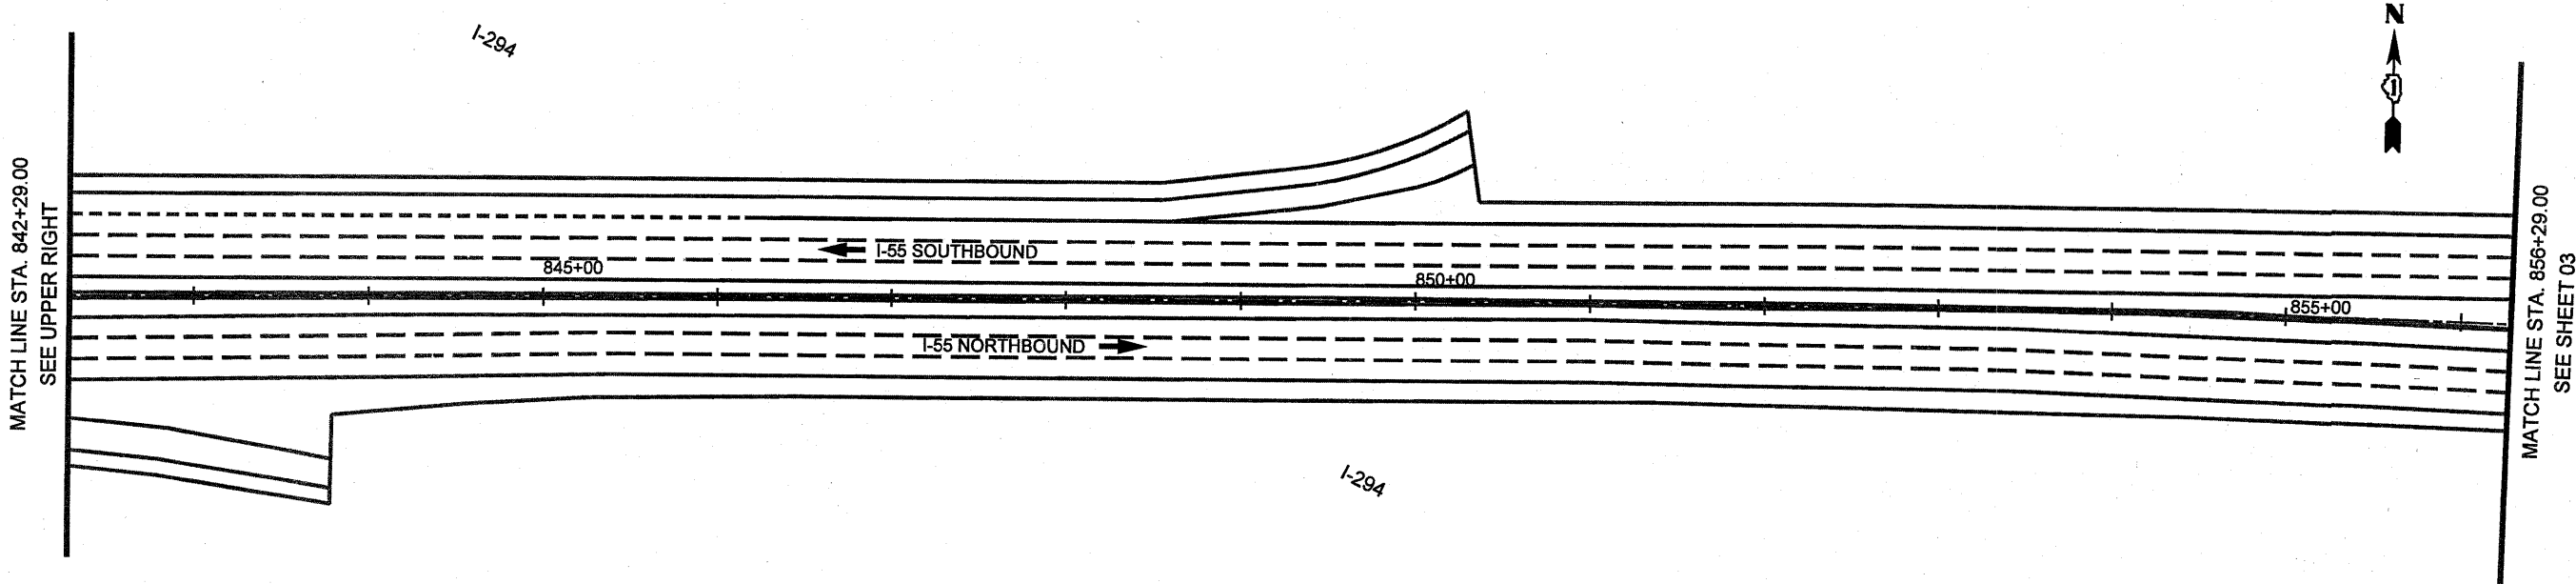 I-294
N
MATCH LINE STA. 842+29.00
SEE UPPER RIGHT
I-55 SOUTHBOUND
845+00
850+00
855+00
I-55 NORTHBOUND
I-294
MATCH LINE STA. 856+29.00
SEE SHEET 03